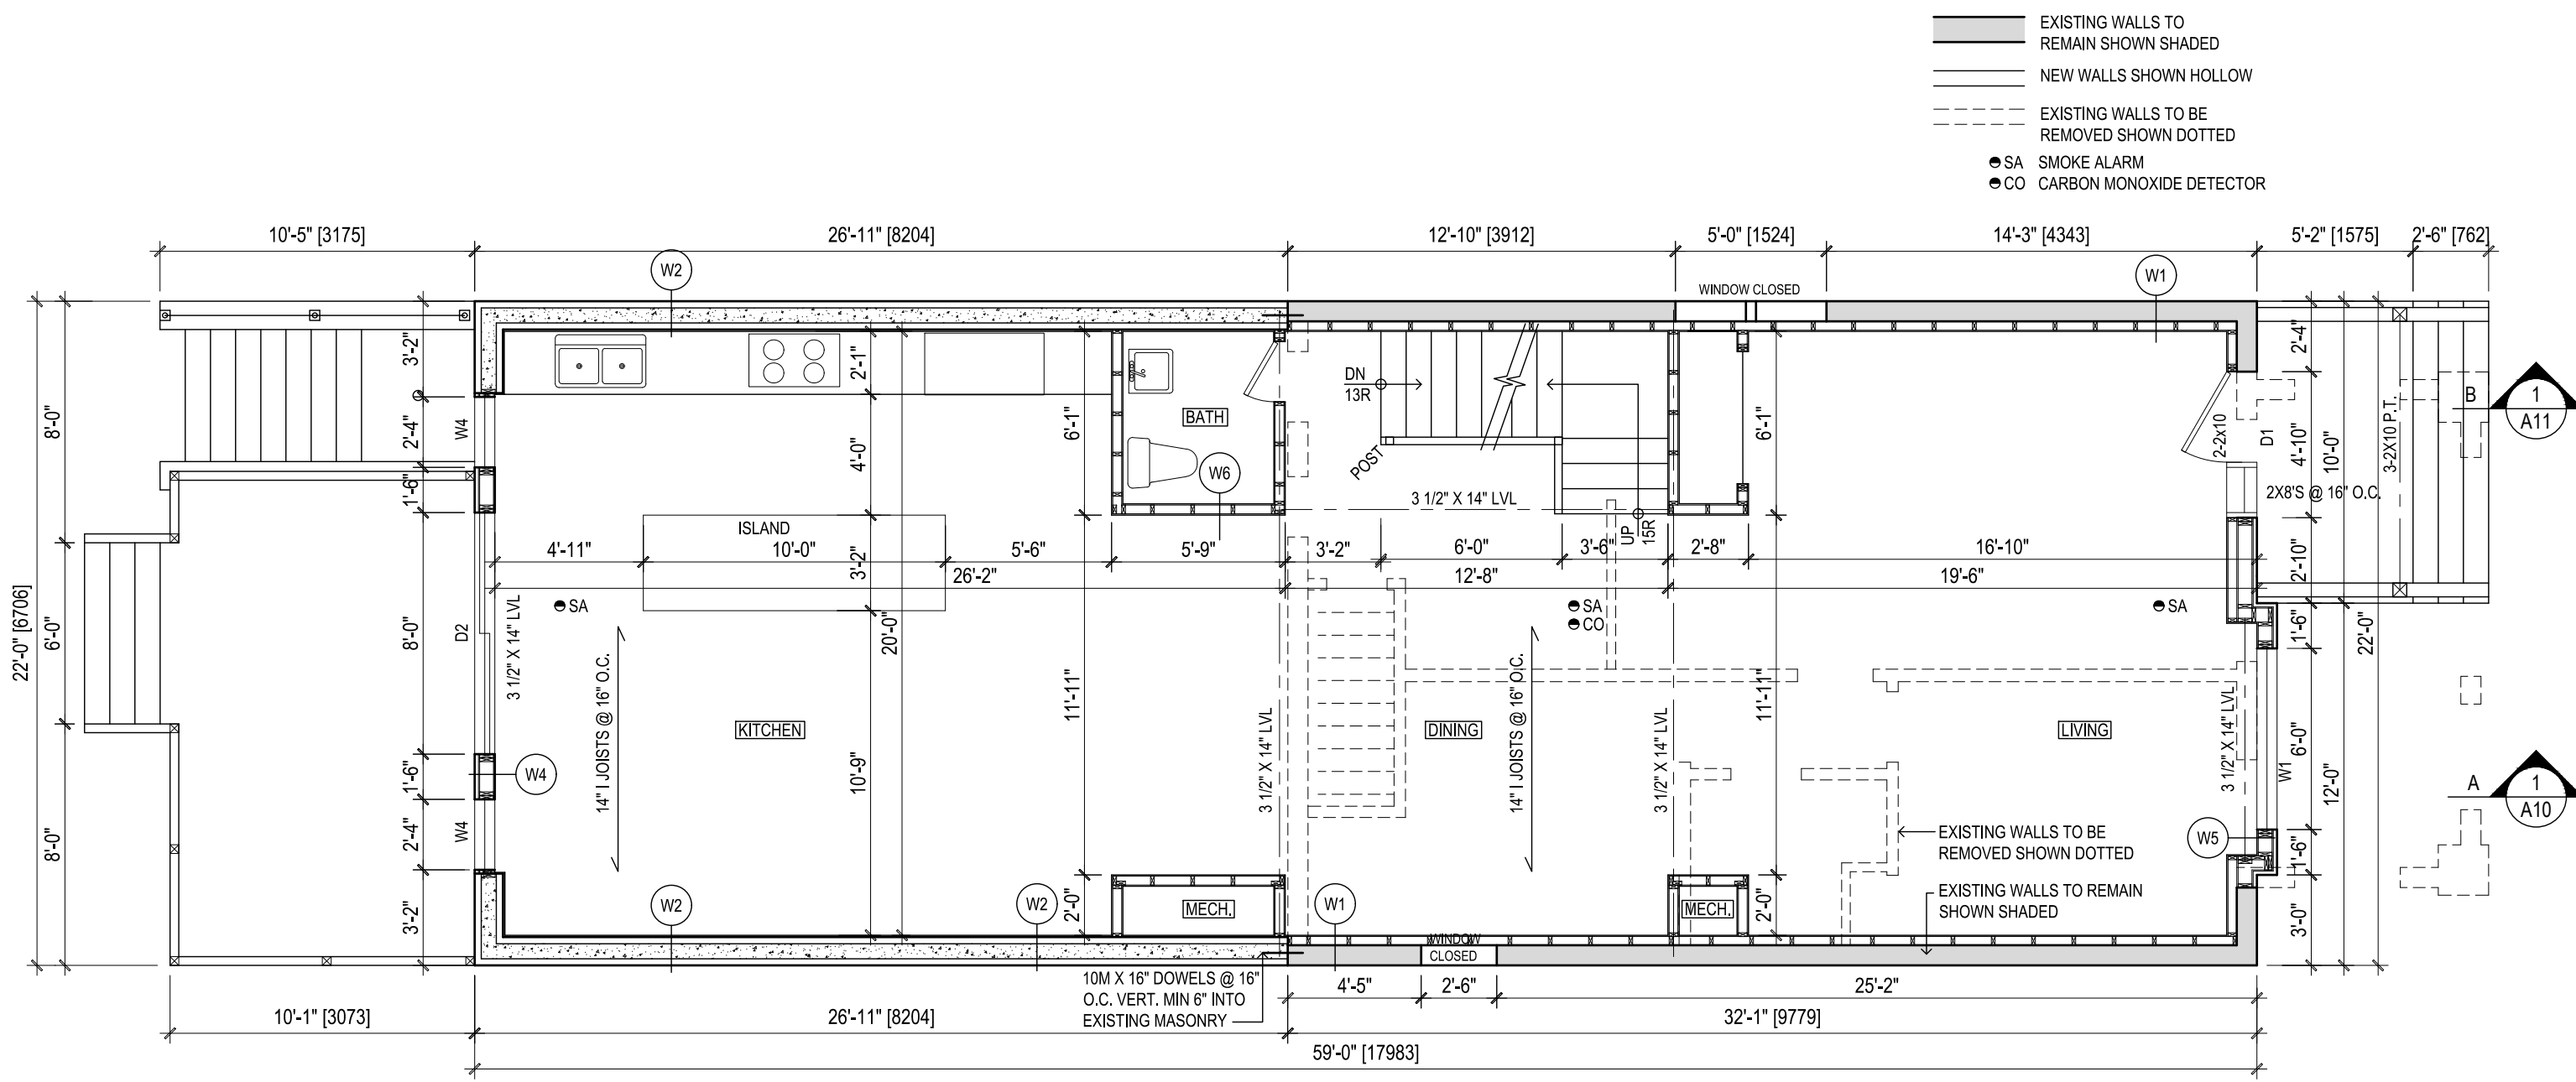 EXISTING WALLS TO
REMAIN SHOWN SHADED
NEW WALLS SHOWN HOLLOW
EXISTING WALLS TO BE
REMOVED SHOWN DOTTED
SA SMOKE ALARM
CO CARBON MONOXIDE DETECTOR
10'-5" [3175]
26'-11" [8204]
12'-10" [3912]
5'-0" [1524]
14'-3" [4343]
5'-2" [1575]
2'-6" [762]
W2
W1
WINDOW CLOSED
3'-2"
2'-1"
2'-4"
DN
13R
BATH
6'-1"
6'-1"
8'-0"
2'-4"
W4
4'-0"
POST
W6
2-2x10
D1
4'-10"
10'-0"
3-2X10 P.T.
B
1
A11
1'-6"
3 1/2" X 14" LVL
2X8'S @ 16" O.C.
ISLAND
UP
15R
4'-11"
10'-0"
5'-6"
5'-9"
3'-2"
6'-0"
3'-6"
2'-8"
16'-10"
3'-2"
2'-10"
26'-2"
12'-8"
19'-6"
SA
SA
CO
SA
22'-0" [6706]
6'-0"
8'-0"
D2
3 1/2" X 14" LVL
20'-0"
1'-6"
22'-0"
14" I JOISTS @ 16" O.C.
KITCHEN
11'-11"
3 1/2" X 14" LVL
DINING
14" I JOISTS @ 16" O.C.
3 1/2" X 14" LVL
11'-11"
LIVING
3 1/2" X 14" LVL
W1
6'-0"
12'-0"
1'-6"
W4
10'-9"
A
1
A10
8'-0"
2'-4"
W4
EXISTING WALLS TO BE
REMOVED SHOWN DOTTED
W5
1'-6"
3'-2"
W2
W2
2'-0"
MECH.
W1
MECH.
2'-0"
EXISTING WALLS TO REMAIN
SHOWN SHADED
3'-0"
WINDOW
CLOSED
10M X 16" DOWELS @ 16"
O.C. VERT. MIN 6" INTO
EXISTING MASONRY
4'-5"
2'-6"
25'-2"
10'-1" [3073]
26'-11" [8204]
32'-1" [9779]
59'-0" [17983]